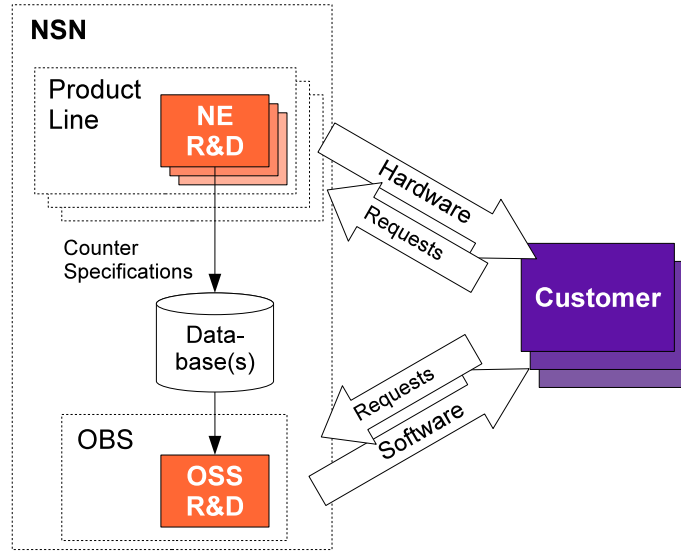 NSN
Product
Line
NE
R&D
Hardware
Requests
Counter
Specifications
Customer
Data-
base(s)
Requests
Software
OBS
OSS
R&D